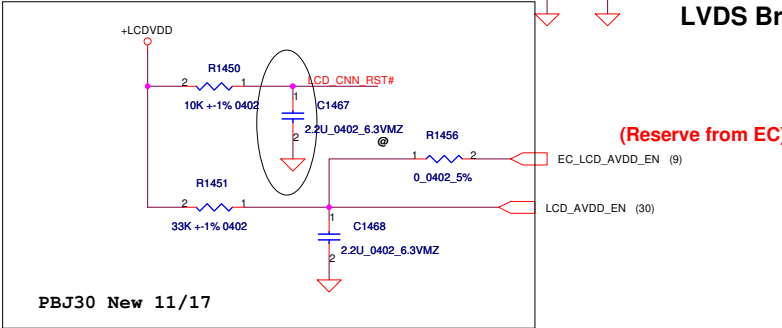 LVDS Br
+LCDVDD
R1450
2 1
LCD_CNN_RST#
10K +-1% 0402
1
C1467
2.2U_0402_6.3VMZ
2
@
R1456
(Reserve from EC)
1 2
EC_LCD_AVDD_EN (9)
0_0402_5%
R1451
2 1
LCD_AVDD_EN (30)
33K +-1% 0402
1
C1468
2.2U_0402_6.3VMZ
2
PBJ30 New 11/17